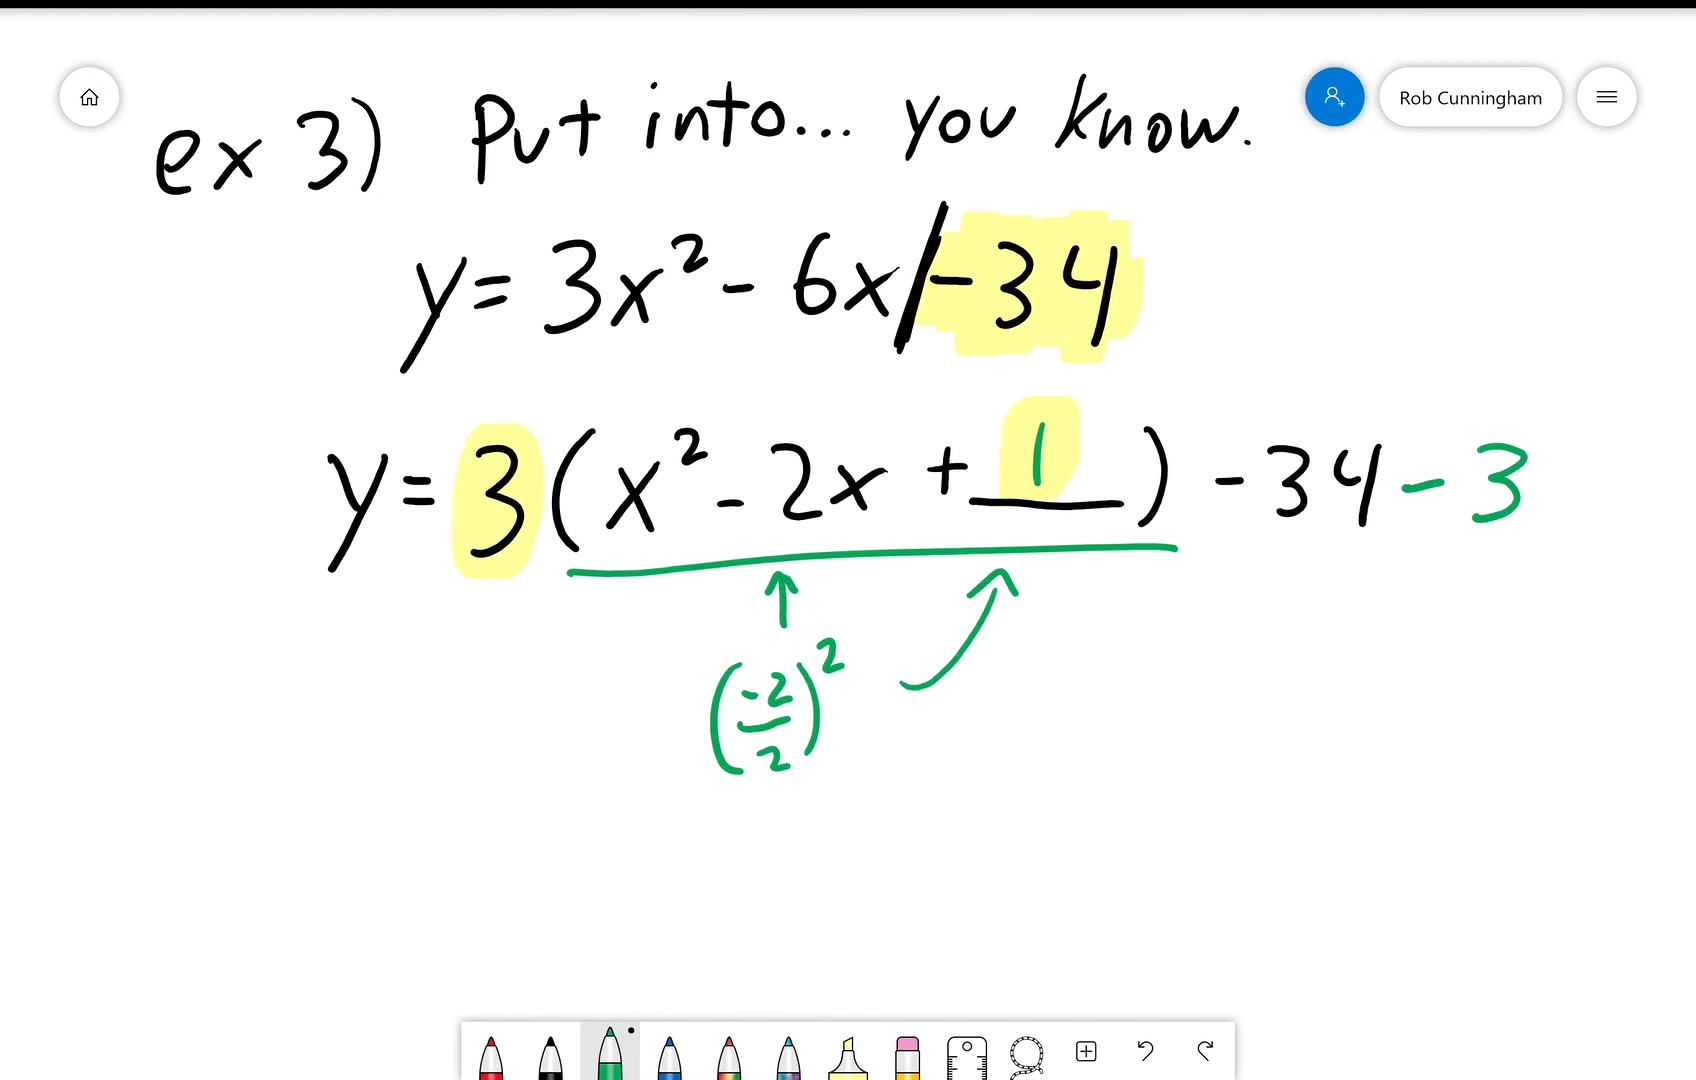 Rob Cunningham
ex 3) Put into... you know.
y = 3x² - 6x/-34
y = 3(x² - 2x + 1) - 34 - 3
(-2/2)²